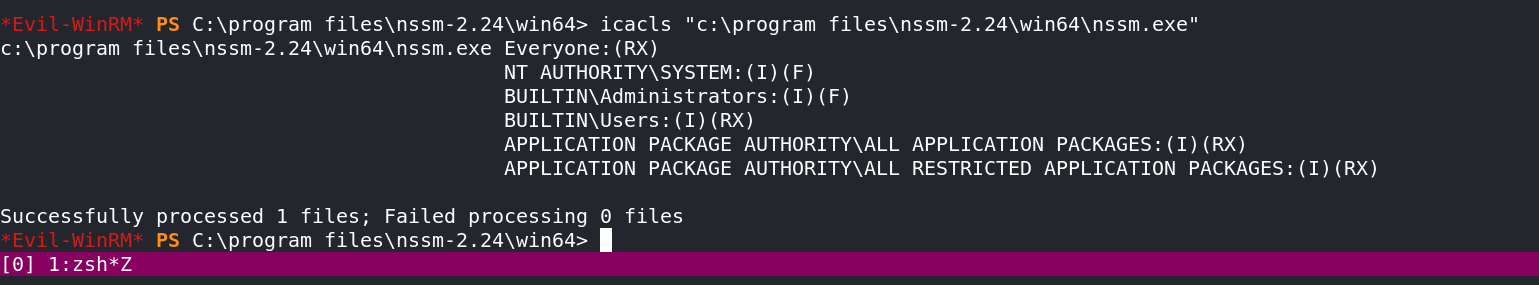 *Evil-WinRM* PS C:\program files\nssm-2.24\win64> icacls "c:\program files\nssm-2.24\win64\nssm.exe"
c:\program files\nssm-2.24\win64\nssm.exe Everyone:(RX)
NT AUTHORITY\SYSTEM:(I)(F)
BUILTIN\Administrators:(I)(F)
BUILTIN\Users:(I)(RX)
APPLICATION PACKAGE AUTHORITY\ALL APPLICATION PACKAGES:(I)(RX)
APPLICATION PACKAGE AUTHORITY\ALL RESTRICTED APPLICATION PACKAGES:(I)(RX)
Successfully processed 1 files; Failed processing 0 files
*Evil-WinRM* PS C:\program files\nssm-2.24\win64>
[0] 1:zsh*Z